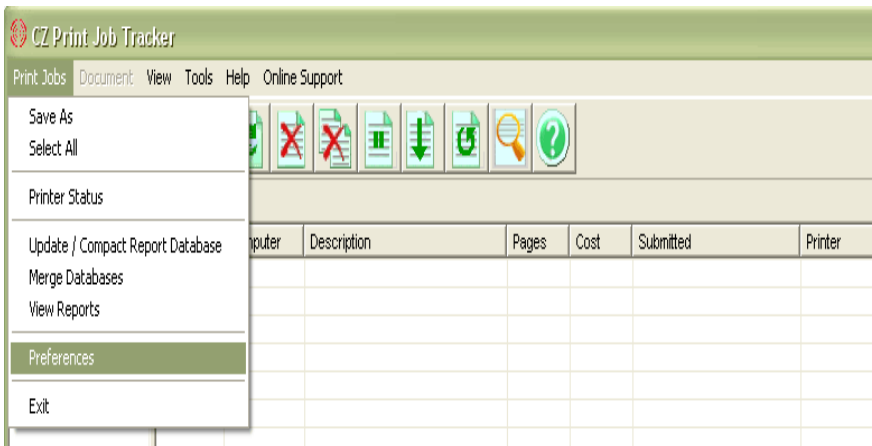 CZ Print Job Tracker
Print Jobs Document View Tools Help Online Support
Save As
Select All
Printer Status
Update / Compact Report Database
Merge Databases
View Reports
Preferences
Exit
Description Pages Cost Submitted Printer